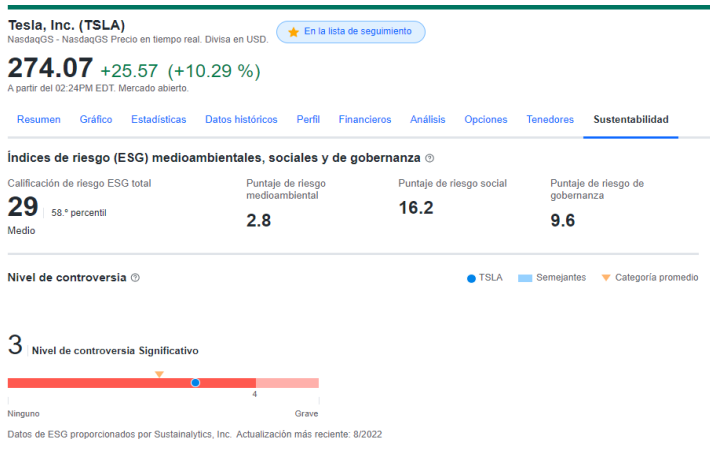 Tesla, Inc. (TSLA)
NasdaqGS - NasdaqGS Precio en tiempo real. Divisa en USD.
En la lista de seguimiento
274.07 +25.57 (+10.29 %)
A partir del 02:24PM EDT. Mercado abierto.
Resumen Gráfico Estadísticas Datos históricos Perfil Financieros Análisis Opciones Tenedores Sustentabilidad
Índices de riesgo (ESG) medioambientales, sociales y de gobernanza
Calificación de riesgo ESG total
29 58.º percentil
Medio
Puntaje de riesgo
medioambiental
2.8
Puntaje de riesgo social
16.2
Puntaje de riesgo de
gobernanza
9.6
Nivel de controversia
TSLA Semejantes Categoría promedio
3 Nivel de controversia Significativo
4
Ninguno Grave
Datos de ESG proporcionados por Sustainalytics, Inc. Actualización más reciente: 8/2022